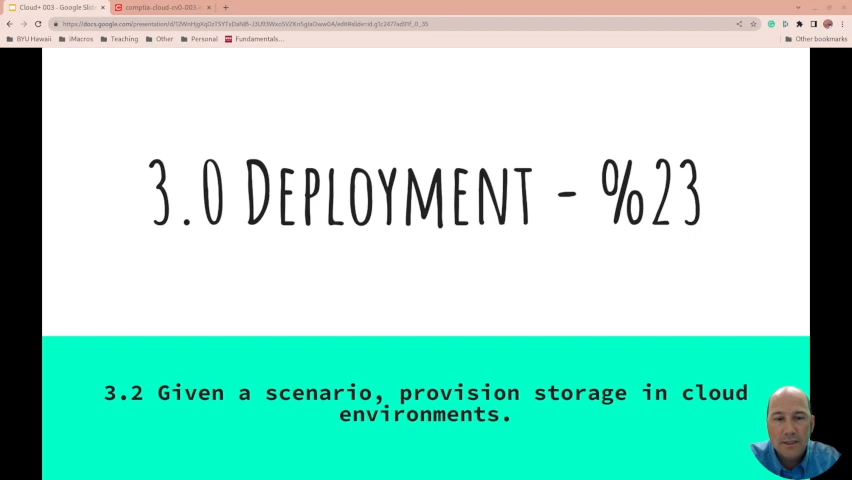 Cloud+ 003 - Google Slide
comptia-cloud-cv0-003-e
BYU Hawaii
iMacros
Teaching
Other
Personal
Fundamentals...
Other bookmarks
3.0 Deployment - %23
3.2 Given a scenario, provision storage in cloud
environments.